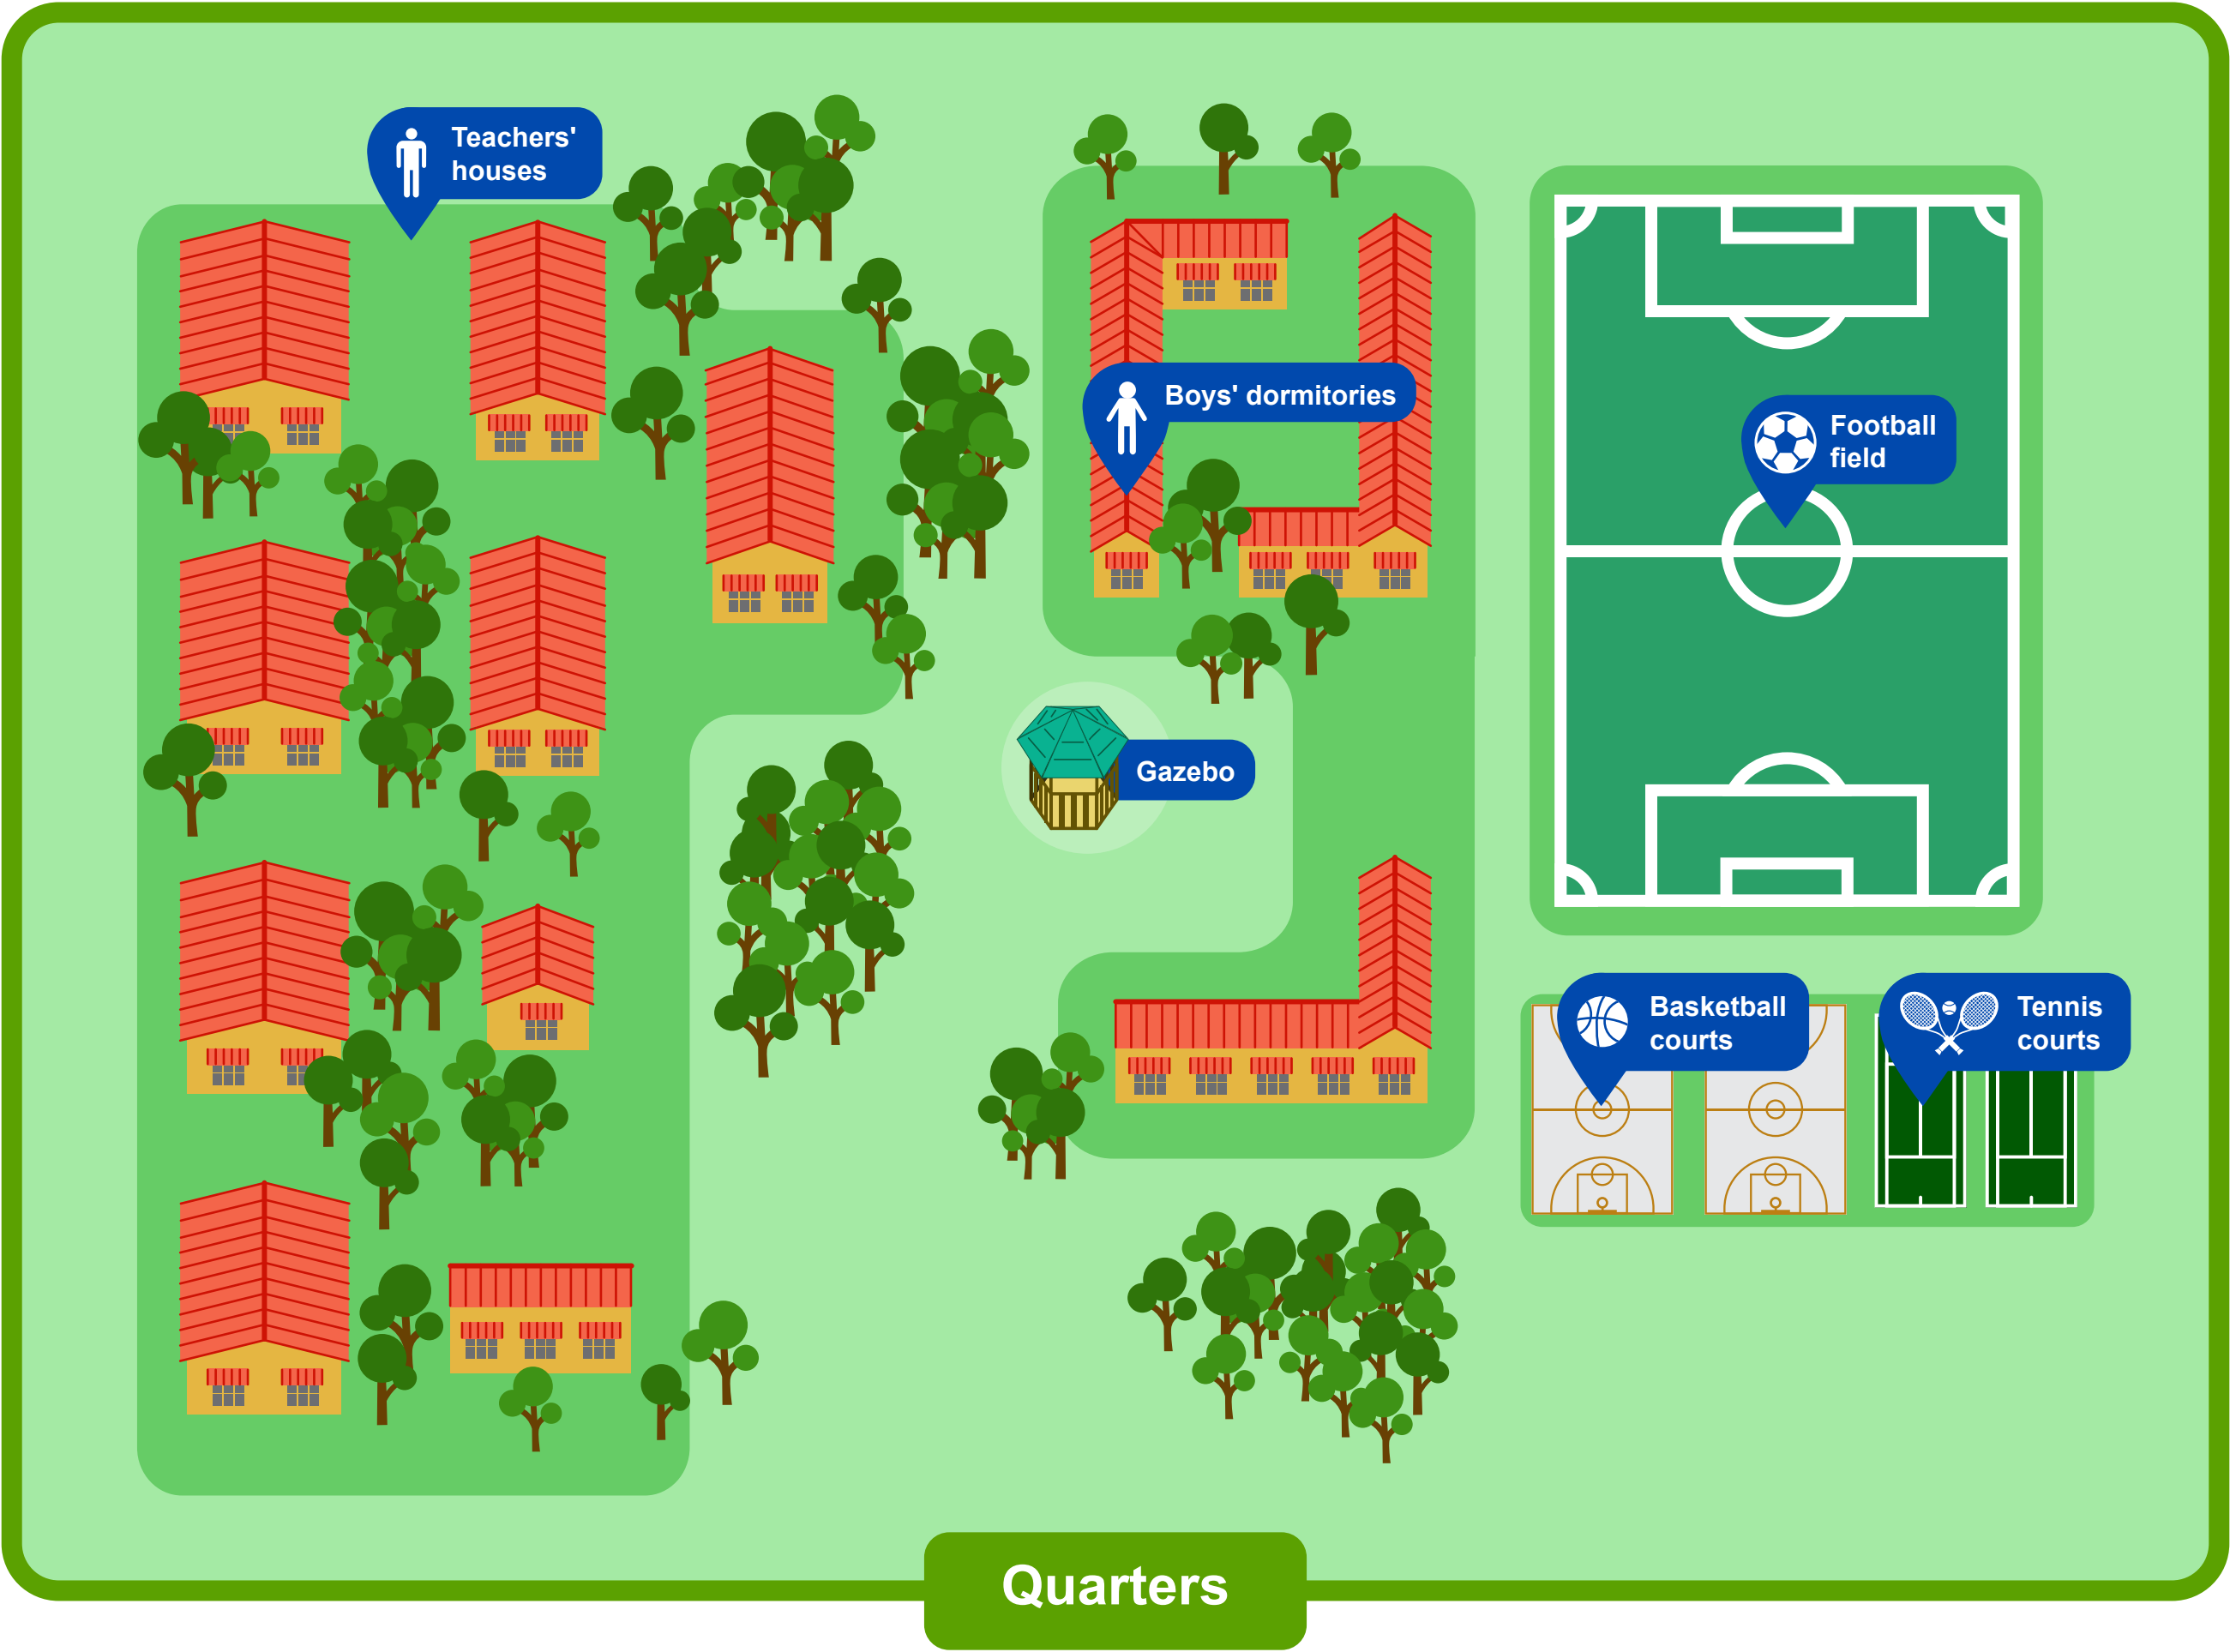 Teachers'
houses
Boys' dormitories
Football
field
Gazebo
Basketball
courts
Tennis
courts
Quarters